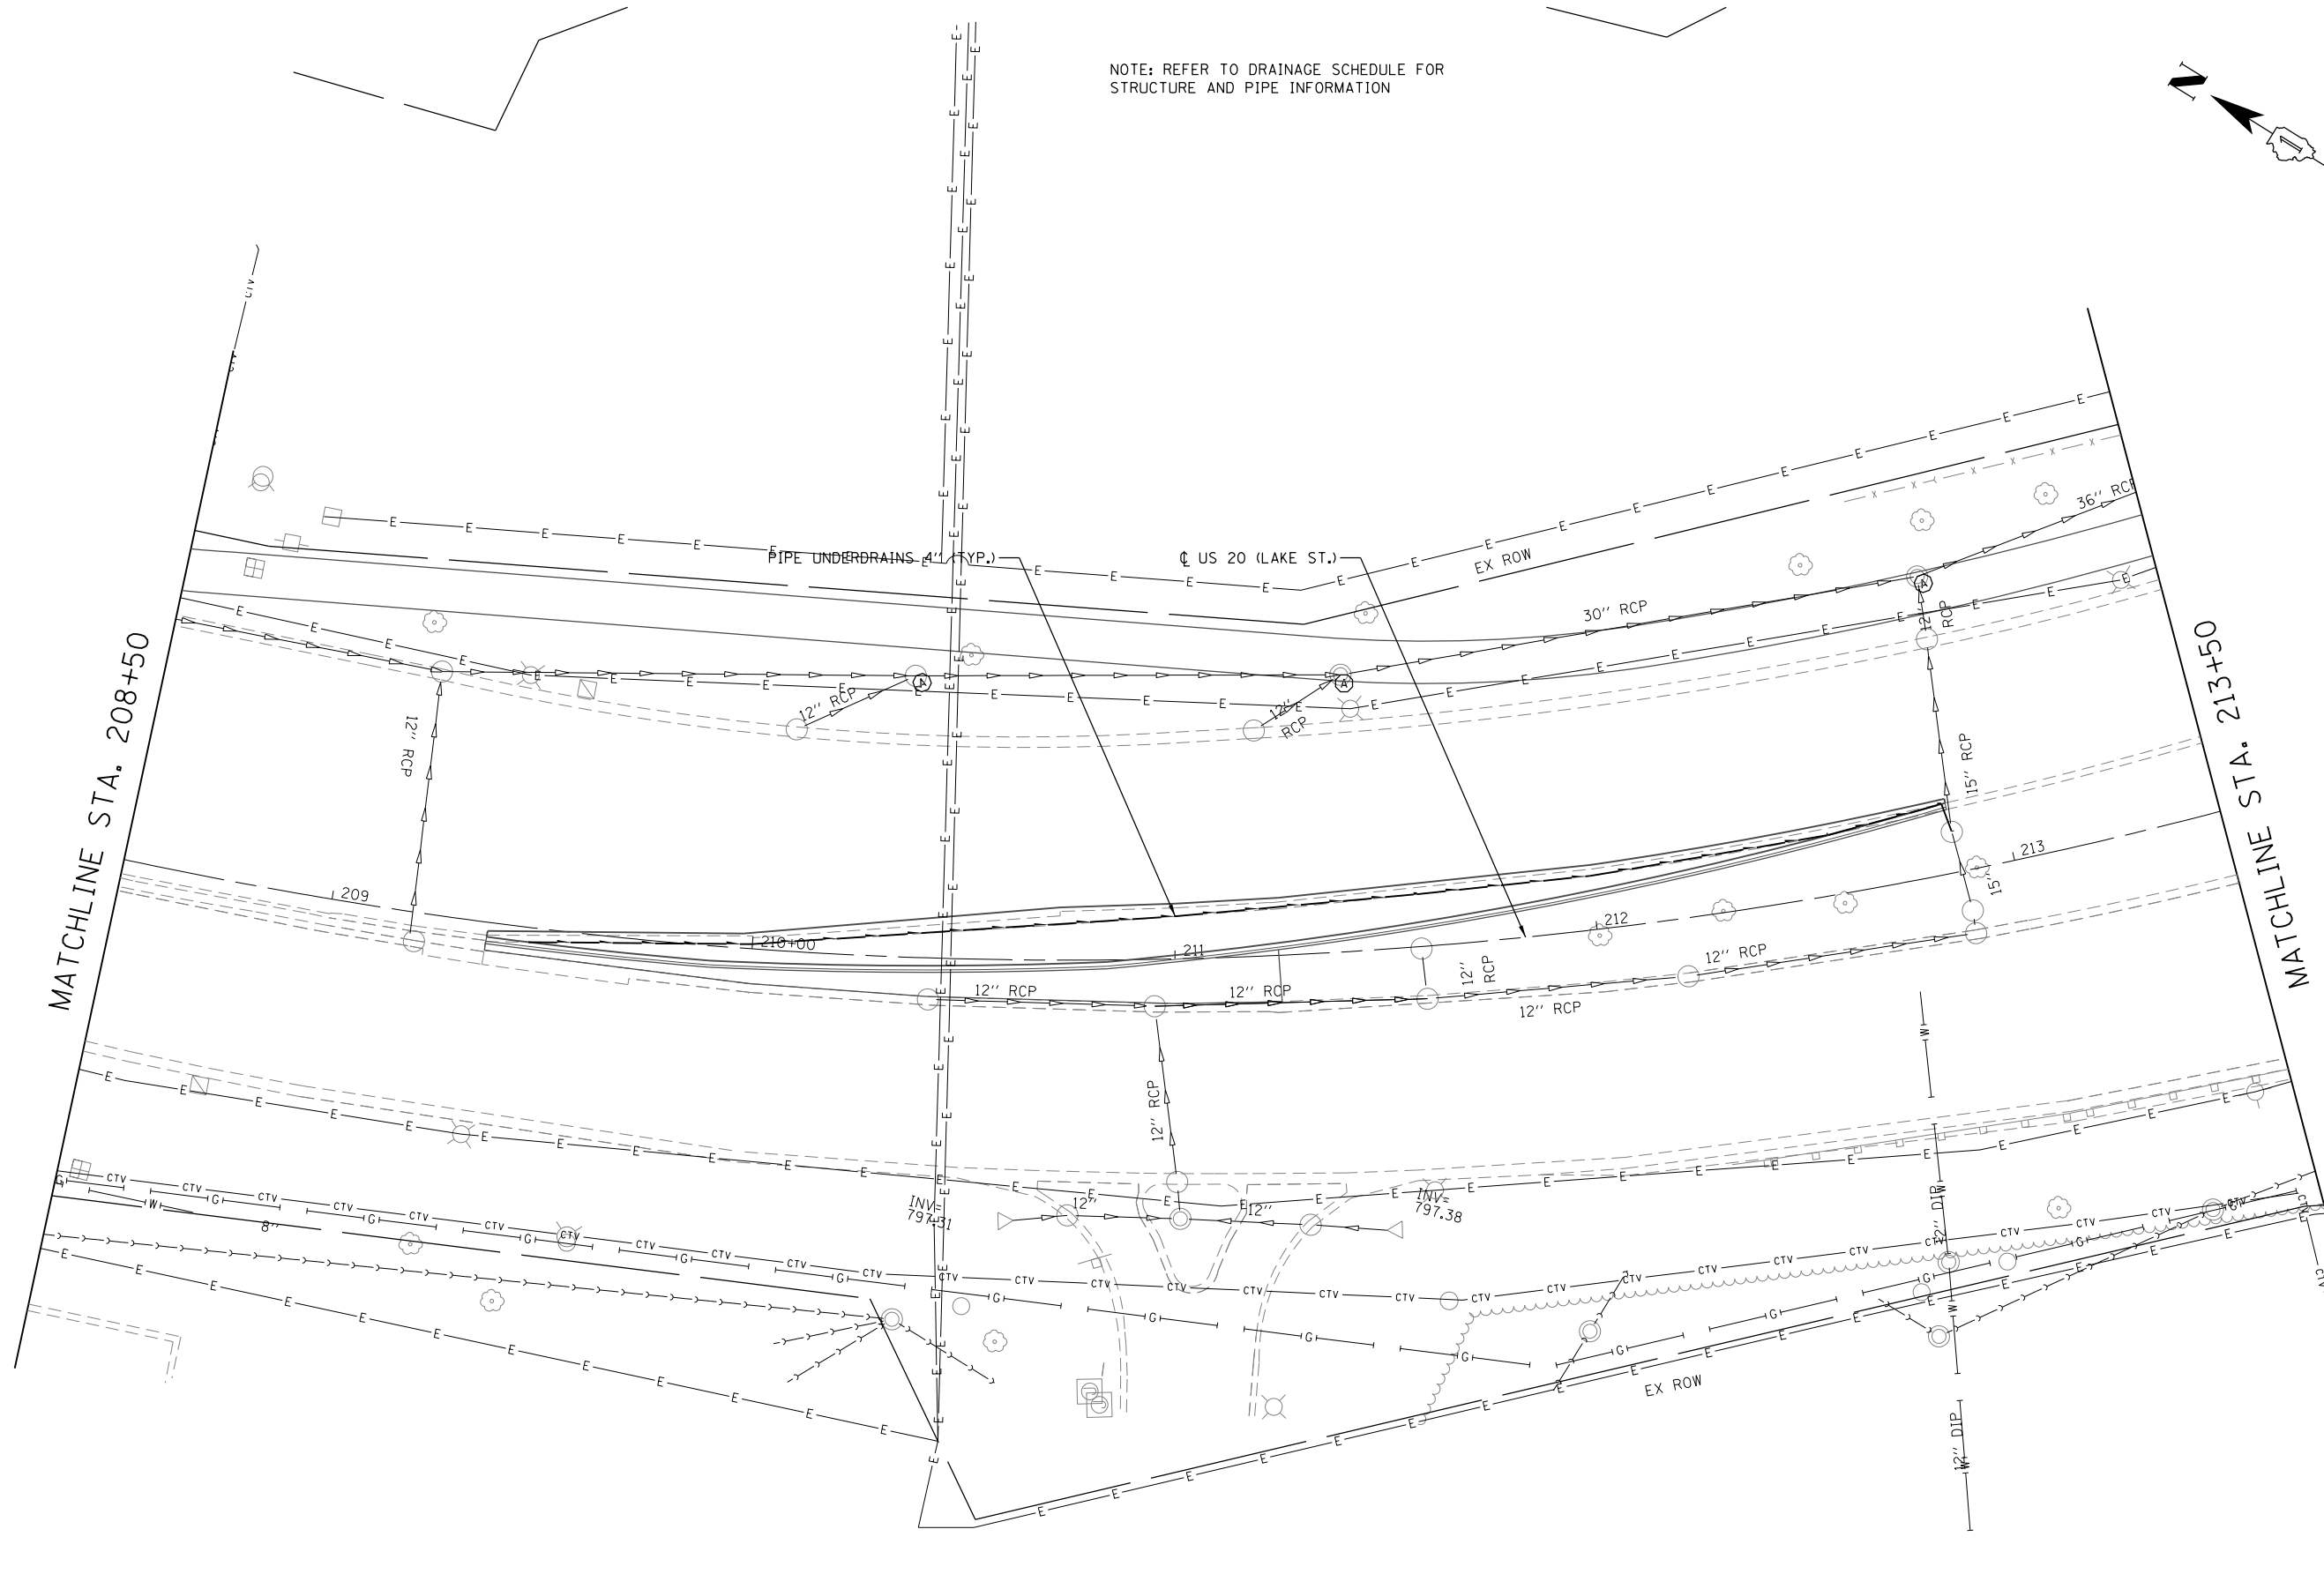 NOTE: REFER TO DRAINAGE SCHEDULE FOR
STRUCTURE AND PIPE INFORMATION
N
MATCHLINE STA. 208+50
MATCHLINE STA. 213+50
PIPE UNDERDRAINS 4'' (TYP.)
℄ US 20 (LAKE ST.)
EX ROW
36'' RCP
30'' RCP
12''
RCP
12'' RCP
12''
RCP
12'' RCP
15'' RCP
15''
209
210+00
211
212
213
12'' RCP
12'' RCP
12''
RCP
12'' RCP
12'' RCP
12'' RCP
INV=
797.31
12''
12''
INV=
797.38
8''
12'' DIP
12'' DIP
EX ROW
A
A
A
E
CTV
G
W